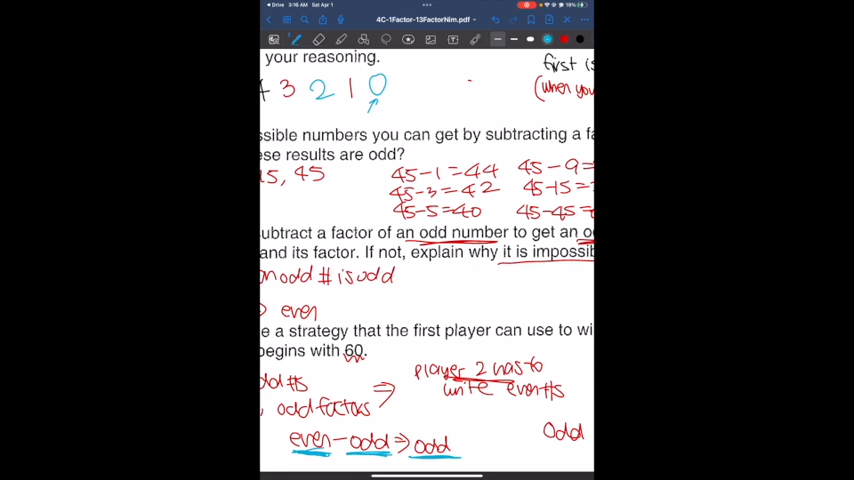 3:16 AM Sat Apr 1
19%
4C-1Factor-13FactorNim.pdf
your reasoning.
first is
3 2 1 0
(when you
ssible numbers you can get by subtracting a fa
ese results are odd?
15, 45
45-1=44
45-9=
45-3=42
45-15=
45-5=40
45-45=
ubtract a factor of an odd number to get an o
and its factor. If not, explain why it is impossib
odd # is odd
⇒ even
e a strategy that the first player can use to wi
begins with 60.
odd #s
⇒
player 2 has to
write even #s
odd factors
even-odd⇒odd
Odd